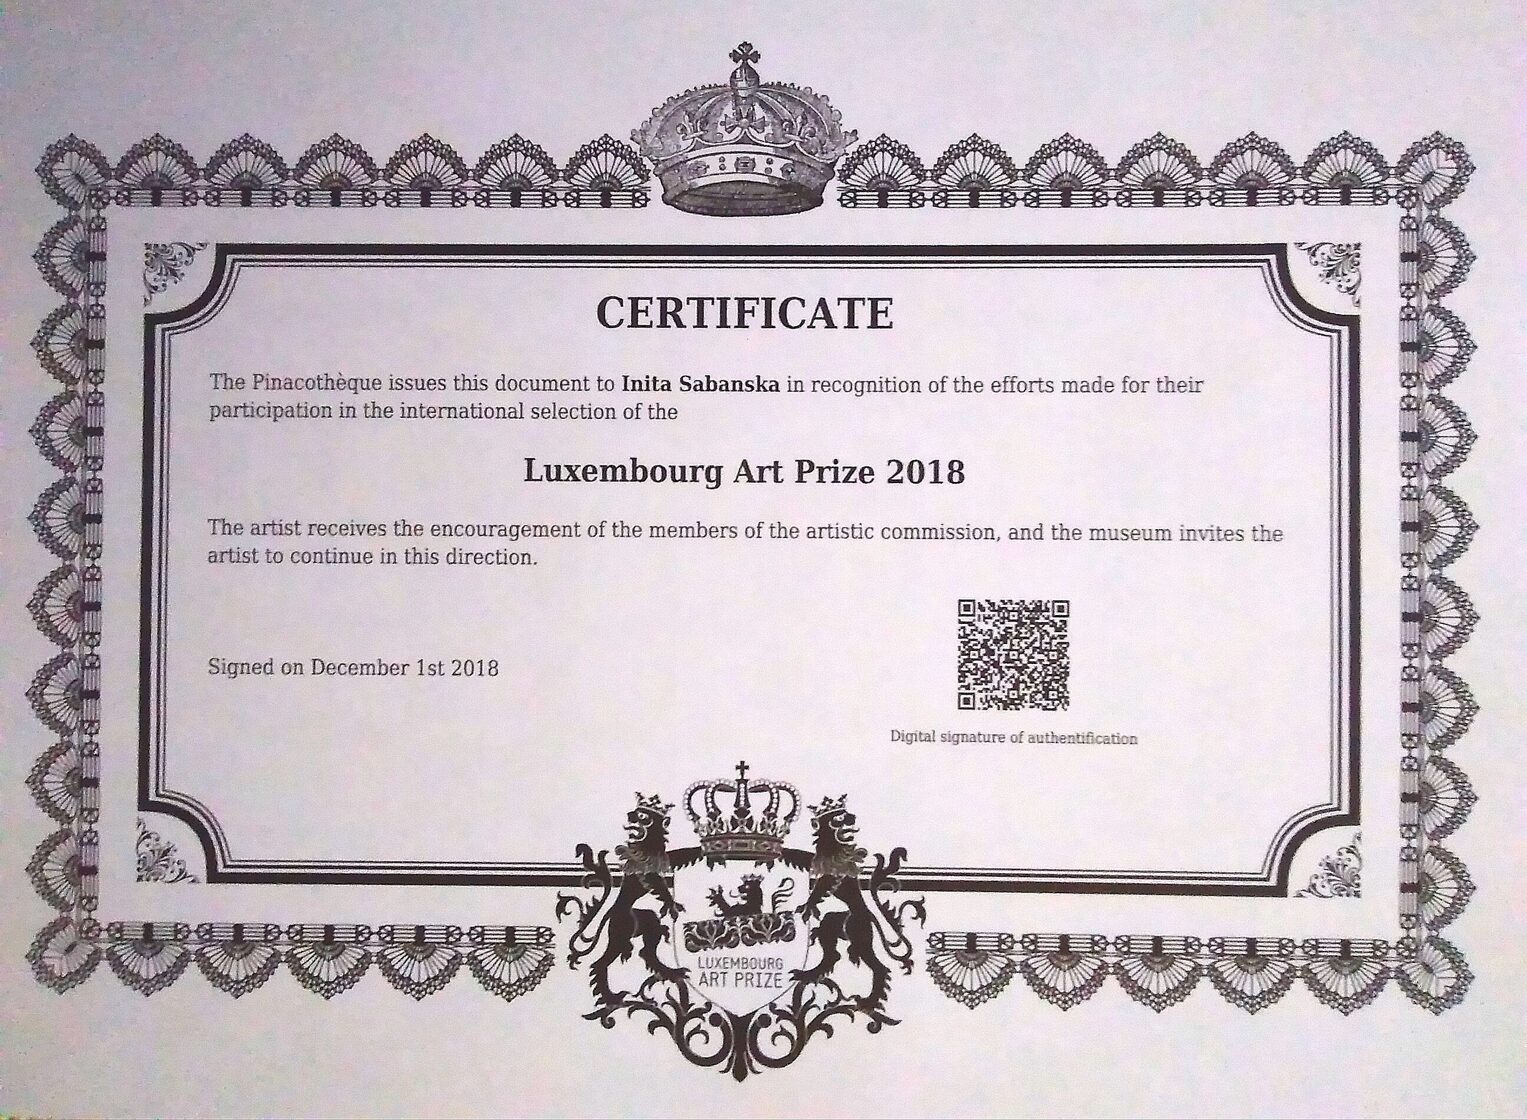 CERTIFICATE
The Pinacothèque issues this document to Inita Sabanska in recognition of the efforts made for their
participation in the international selection of the
Luxembourg Art Prize 2018
The artist receives the encouragement of the members of the artistic commission, and the museum invites the
artist to continue in this direction.
Signed on December 1st 2018
Digital signature of authentification
LUXEMBOURG
ART PRIZE